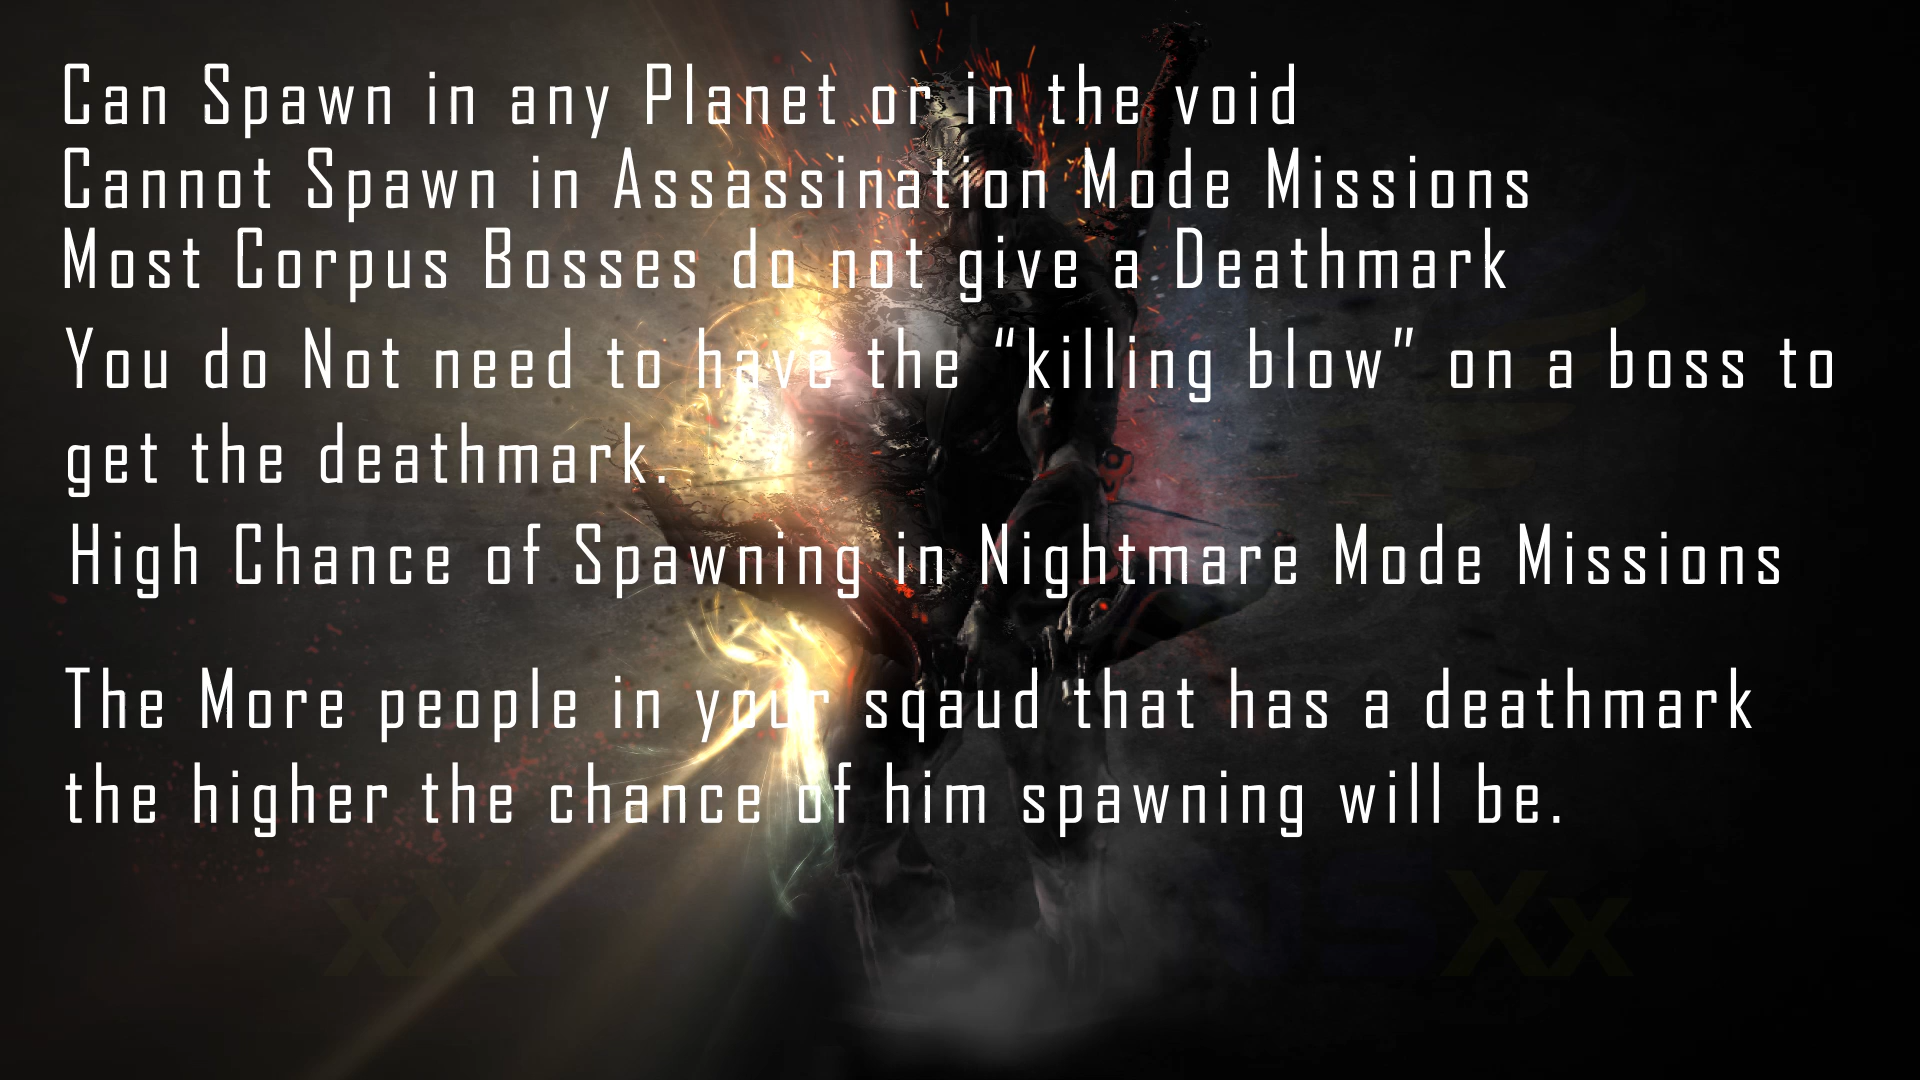 Can Spawn in any Planet or in the void
Cannot Spawn in Assassination Mode Missions
Most Corpus Bosses do not give a Deathmark
You do Not need to have the “killing blow” on a boss to
get the deathmark.
High Chance of Spawning in Nightmare Mode Missions
The More people in your sqaud that has a deathmark
the higher the chance of him spawning will be.
xX
Xx